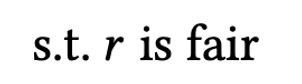 s.t. r is fair